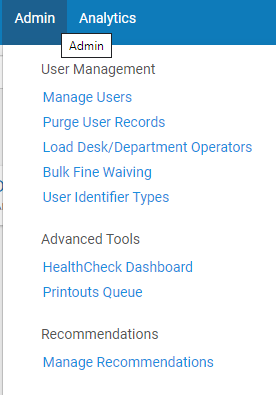 Admin Analytics
Admin
User Management
Manage Users
Purge User Records
Load Desk/Department Operators
Bulk Fine Waiving
User Identifier Types
Advanced Tools
HealthCheck Dashboard
Printouts Queue
Recommendations
Manage Recommendations